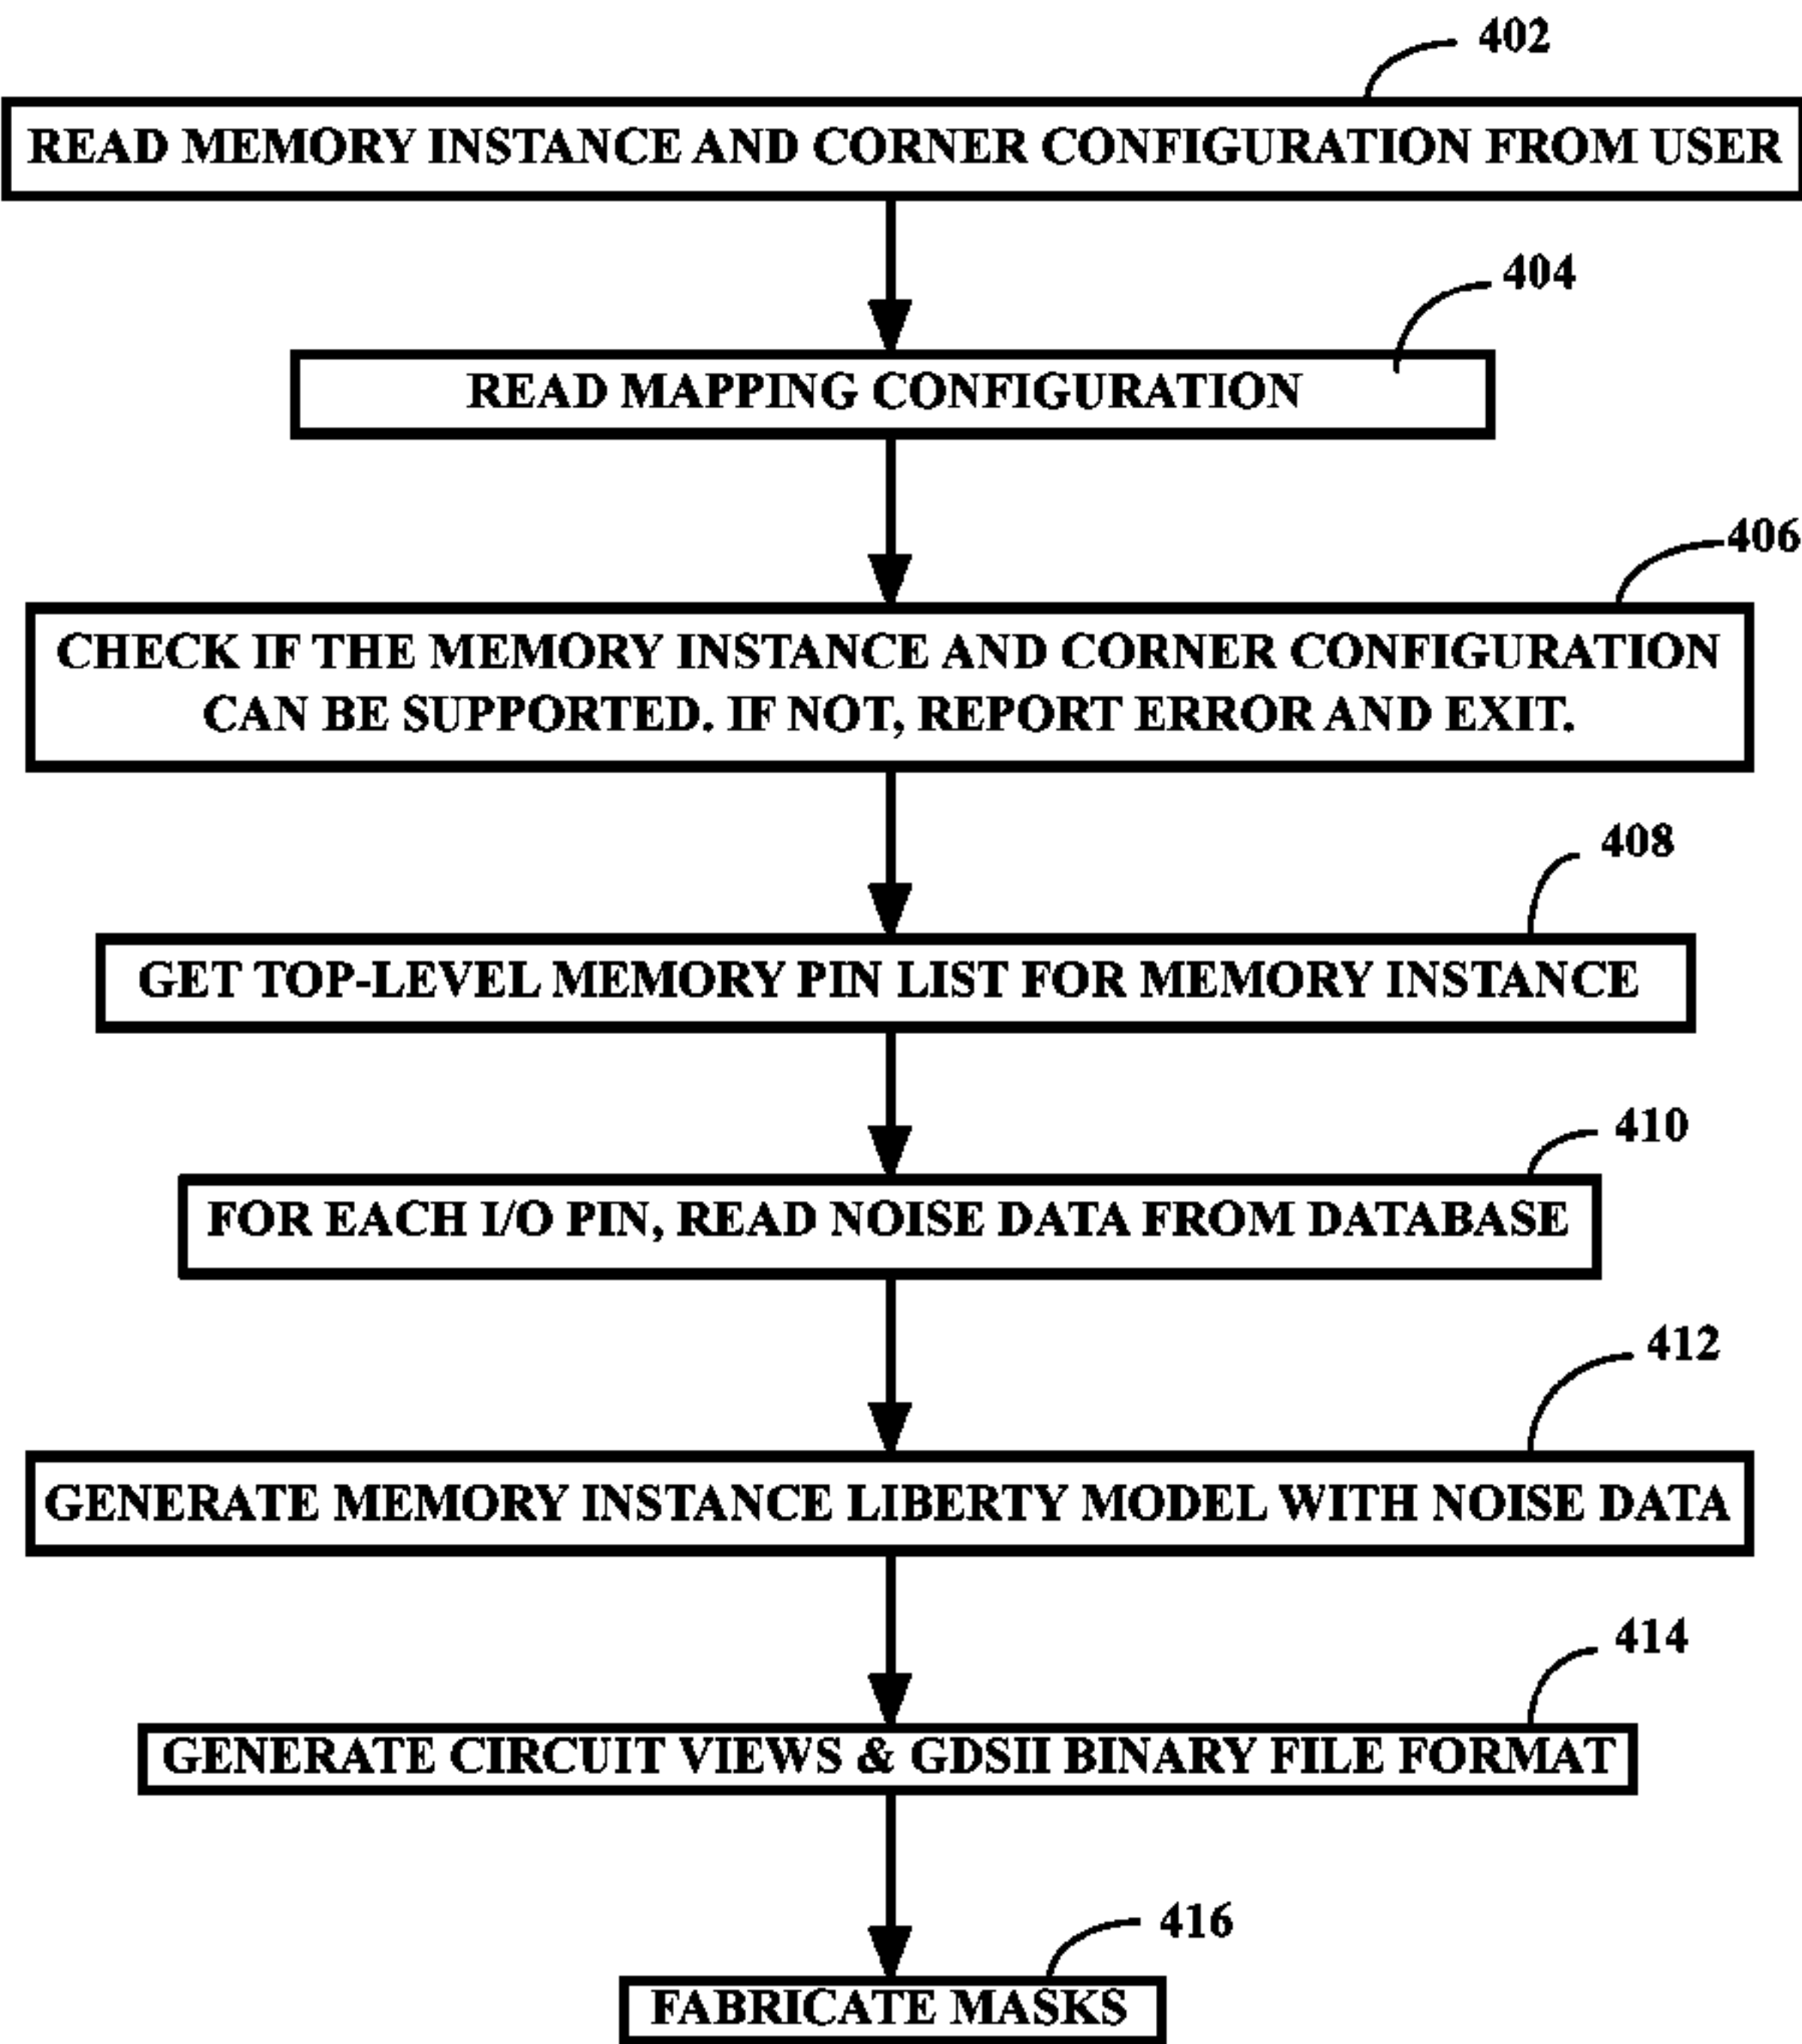 402
READ MEMORY INSTANCE AND CORNER CONFIGURATION FROM USER
404
READ MAPPING CONFIGURATION
406
CHECK IF THE MEMORY INSTANCE AND CORNER CONFIGURATION
CAN BE SUPPORTED. IF NOT, REPORT ERROR AND EXIT.
408
GET TOP-LEVEL MEMORY PIN LIST FOR MEMORY INSTANCE
410
FOR EACH I/O PIN, READ NOISE DATA FROM DATABASE
412
GENERATE MEMORY INSTANCE LIBERTY MODEL WITH NOISE DATA
414
GENERATE CIRCUIT VIEWS & GDSII BINARY FILE FORMAT
416
FABRICATE MASKS